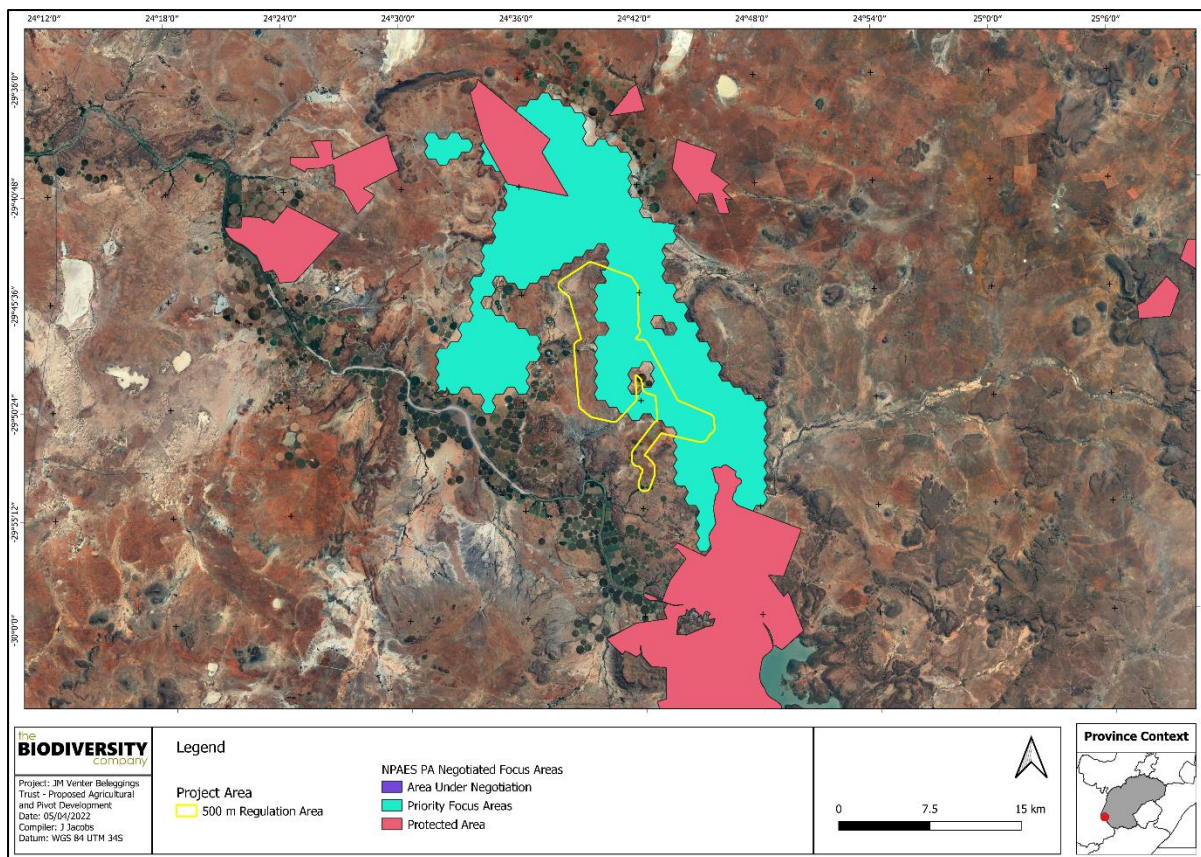 24°12'0" 24°18'0" 24°24'0" 24°30'0" 24°36'0" 24°42'0" 24°48'0" 24°54'0" 25°0'0" 25°6'0"
-29°36'0"
-29°40'48"
-29°45'36"
-29°50'24"
-29°55'12"
-30°0'0"
the
BIODIVERSITY
company
Project: JM Venter Beleggings
Trust - Proposed Agricultural
and Pivot Development
Date: 05/04/2022
Compiler: J Jacobs
Datum: WGS 84 UTM 34S
Legend
Project Area
500 m Regulation Area
NPAES PA Negotiated Focus Areas
Area Under Negotiation
Priority Focus Areas
Protected Area
0 7.5 15 km
Province Context